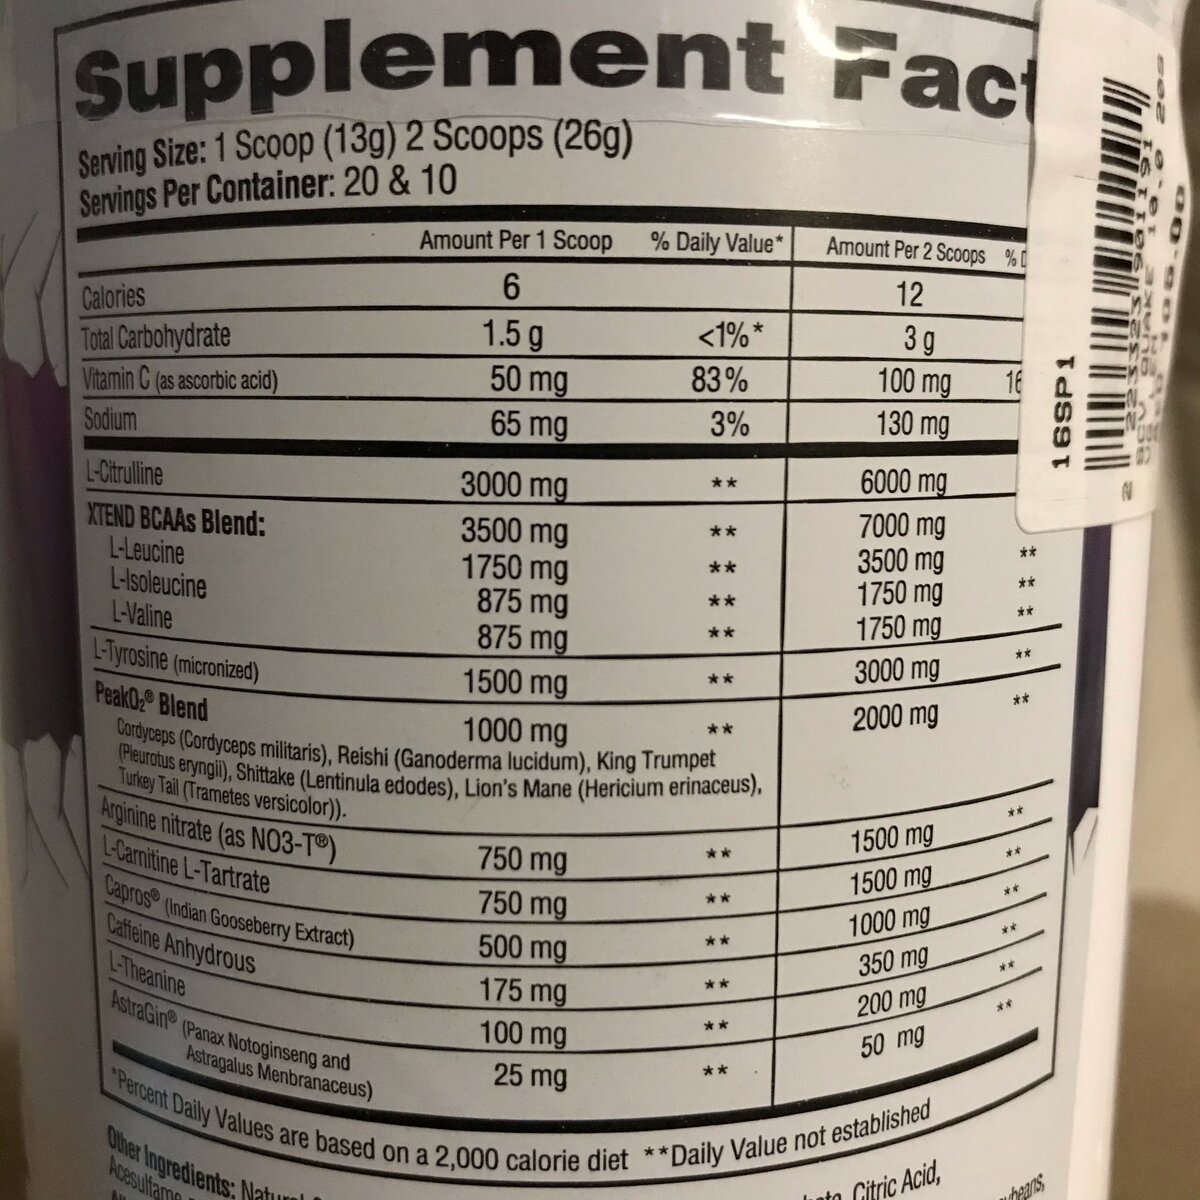 Supplement Fact
Serving Size: 1 Scoop (13g) 2 Scoops (26g)
Servings Per Container: 20 & 10
Amount Per 1 Scoop % Daily Value* Amount Per 2 Scoops %
Calories 6 12
Total Carbohydrate 1.5 g <1%* 3 g
Vitamin C (as ascorbic acid) 50 mg 83% 100 mg 16
Sodium 65 mg 3% 130 mg
L-Citrulline 3000 mg ** 6000 mg
XTEND BCAAs Blend: 3500 mg ** 7000 mg **
L-Leucine 1750 mg ** 3500 mg **
L-Isoleucine 875 mg ** 1750 mg **
L-Valine 875 mg ** 1750 mg **
L-Tyrosine (micronized) 1500 mg ** 3000 mg **
PeakO2® Blend 1000 mg ** 2000 mg **
Cordyceps (Cordyceps militaris), Reishi (Ganoderma lucidum), King Trumpet
(Pleurotus eryngii), Shittake (Lentinula edodes), Lion's Mane (Hericium erinaceus),
Turkey Tail (Trametes versicolor)).
Arginine nitrate (as NO3-T®) 750 mg ** 1500 mg **
L-Carnitine L-Tartrate 750 mg ** 1500 mg **
Capros® (Indian Gooseberry Extract) 500 mg ** 1000 mg **
Caffeine Anhydrous 175 mg ** 350 mg **
L-Theanine 100 mg ** 200 mg **
AstraGin® (Panax Notoginseng and 25 mg ** 50 mg **
Astragalus Menbranaceus)
*Percent Daily Values are based on a 2,000 calorie diet **Daily Value not established
Other Ingredients: Citric Acid,
16SP1